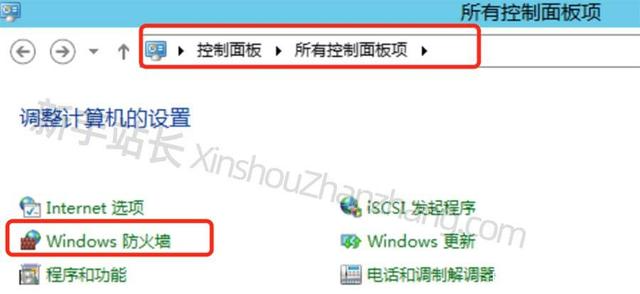 所有控制面板项
控制面板 所有控制面板项
调整计算机的设置
新手站长 XinshouZhanzhang.com
Internet 选项
iSCSI 发起程序
Windows 防火墙
Windows 更新
程序和功能
电话和调制解调器